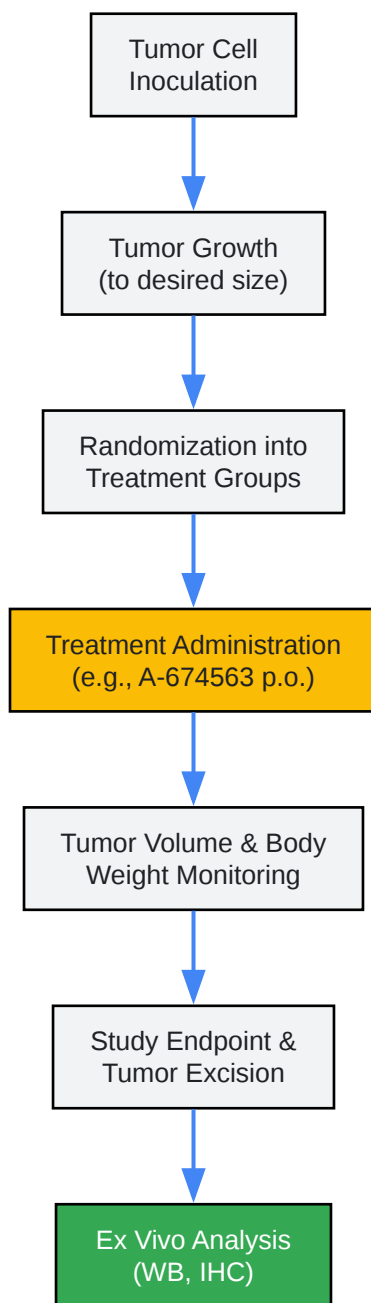 Tumor Cell
Inoculation
Tumor Growth
(to desired size)
Randomization into
Treatment Groups
Treatment Administration
(e.g., A-674563 p.o.)
Tumor Volume & Body
Weight Monitoring
Study Endpoint &
Tumor Excision
Ex Vivo Analysis
(WB, IHC)